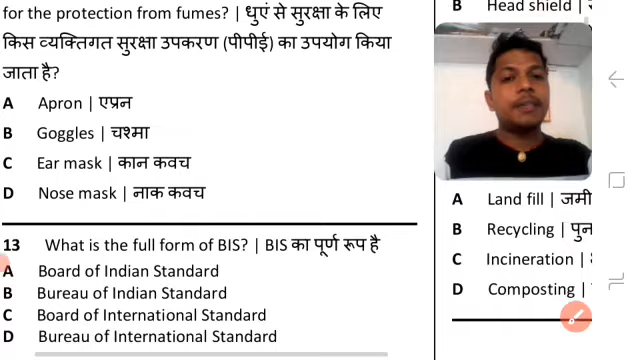 for the protection from fumes? | धुएं से सुरक्षा के लिए
किस व्यक्तिगत सुरक्षा उपकरण (पीपीई) का उपयोग किया
जाता है?
A Apron | एप्रन
B Goggles | चश्मा
C Ear mask | कान कवच
D Nose mask | नाक कवच
13 What is the full form of BIS? | BIS का पूर्ण रूप है
A Board of Indian Standard
B Bureau of Indian Standard
C Board of International Standard
D Bureau of International Standard
B Head shield |
A Land fill | जमी
B Recycling | पुन
C Incineration |
D Composting |